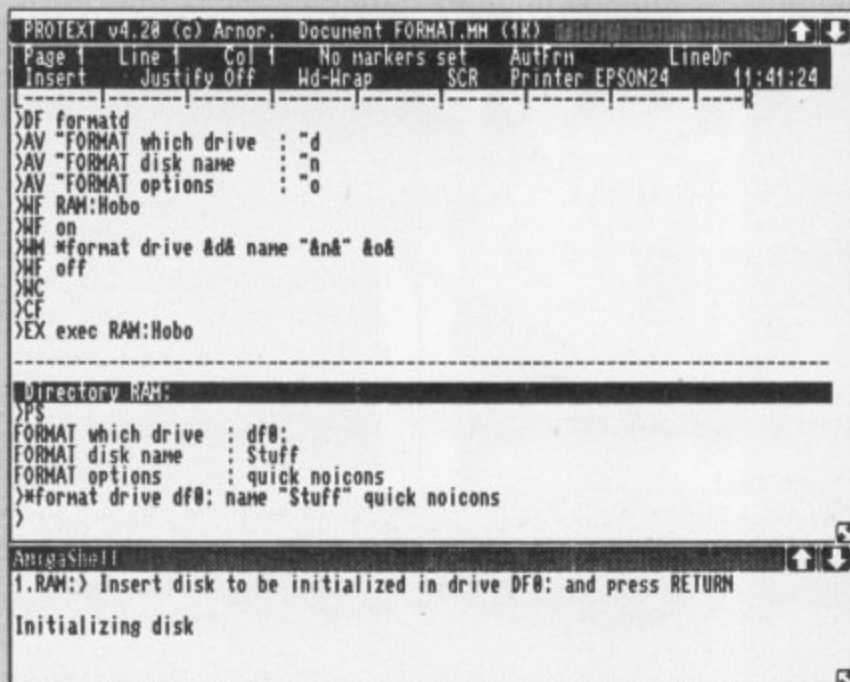 PROTEXT v4.20 (c) Arnor. Document FORMAT.MM (1K)
Page 1 Line 1 Col 1 No markers set AutFrm LineDr
Insert Justify Off Wd-Wrap SCR Printer EPSON24 11:41:24
L R
>DF formatd
>AV "FORMAT which drive : "d
>AV "FORMAT disk name : "n
>AV "FORMAT options : "o
>WF RAM:Hobo
>WF on
>WM *format drive &d& name "&n&" &o&
>WF off
>WC
>CF
>EX exec RAM:Hobo
Directory RAM:
>PS
FORMAT which drive : df0:
FORMAT disk name : Stuff
FORMAT options : quick noicons
>*format drive df0: name "Stuff" quick noicons
>
AmigaShell
1.RAM:> Insert disk to be initialized in drive DF0: and press RETURN
Initializing disk